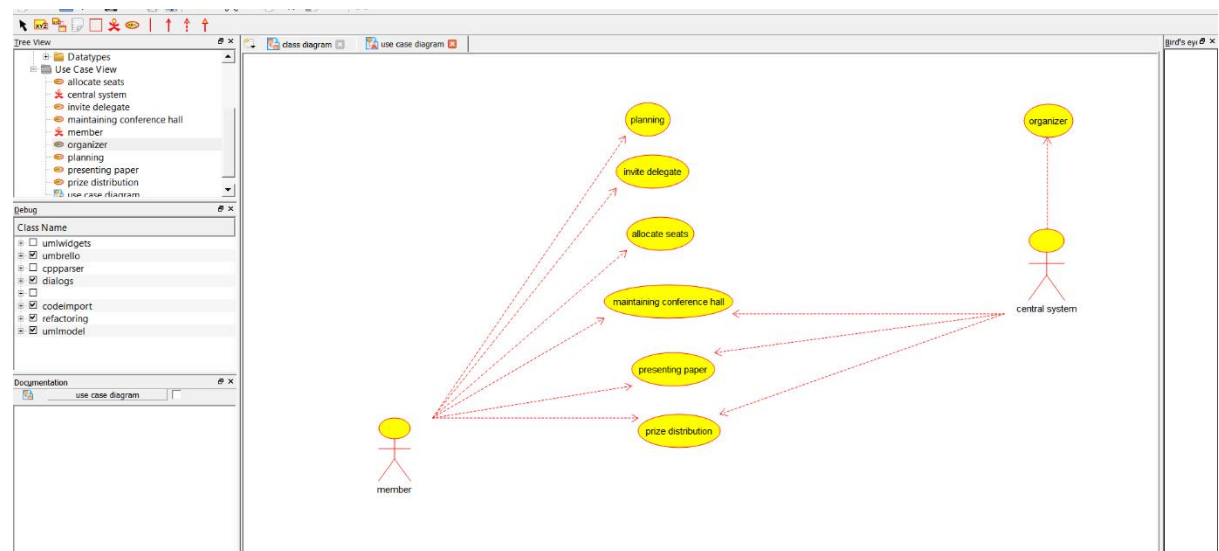 Tree View
Datatypes
Use Case View
allocate seats
central system
invite delegate
maintaining conference hall
member
organizer
planning
presenting paper
prize distribution
use case diagram
Debug
Class Name
umlwidgets
umbrello
cppparser
dialogs
codeimport
refactoring
umlmodel
Documentation
use case diagram
class diagram
use case diagram
planning
invite delegate
allocate seats
maintaining conference hall
presenting paper
prize distribution
member
organizer
central system
Bird's ey